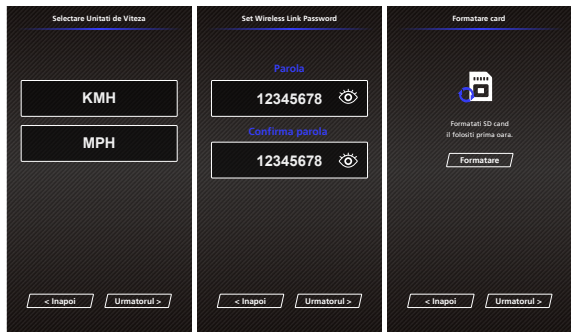 Selectare Unitati de Viteza
KMH
MPH
< Inapoi
Urmatorul >
Set Wireless Link Password
Parola
12345678
Confirma parola
12345678
< Inapoi
Urmatorul >
Formatare card
Formatati SD cand
il folositi prima oara.
Formatare
< Inapoi
Urmatorul >